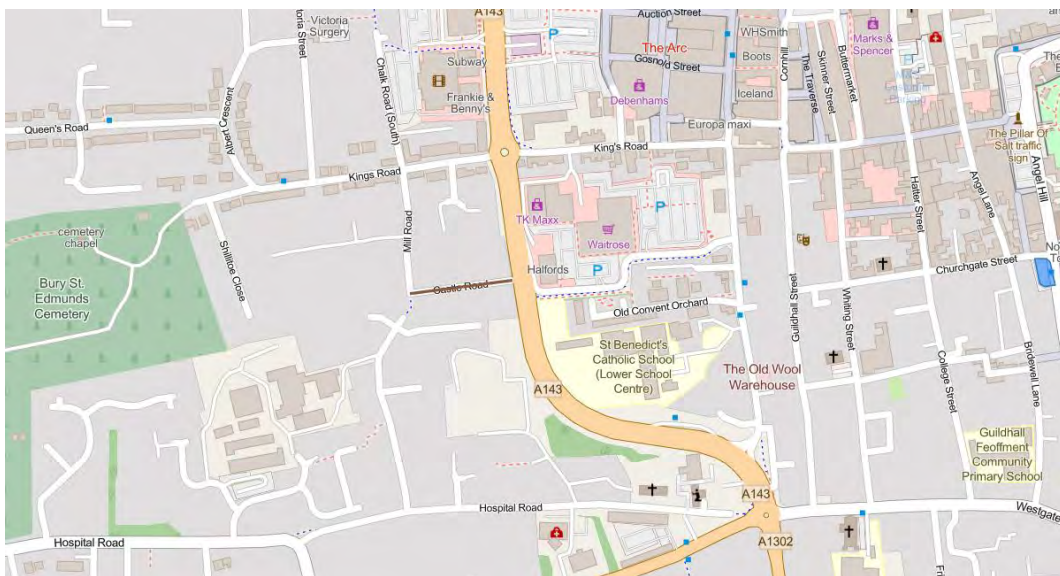 A143
Auction Street
Victoria
Surgery
Marks &
Spencer
WHSmith
The Arc
Gosnold Street
Boots
Subway
Chalk Road (South)
Cornhill
The Traverse
Skinner Street
Buttermarket
P
Frankie &
Benny's
Debenhams
Iceland
Europa maxi
The Pillar Of
Salt traffic
sign
Queen's Road
Albert Crescent
Kings Road
King's Road
Hatter Street
Angel Lane
Angel Hill
cemetery
chapel
Bury St.
Edmunds
Cemetery
Shillitoe Close
Mill Road
TK Maxx
Waitrose
P
Halfords
P
Castle Road
Old Convent Orchard
Churchgate Street
Guildhall Street
Whiting Street
St Benedict's
Catholic School
(Lower School
Centre)
The Old Wool
Warehouse
A143
College Street
Bridewell Lane
Guildhall
Feoffment
Community
Primary School
A143
Hospital Road
Hospital Road
Westgate
A1302